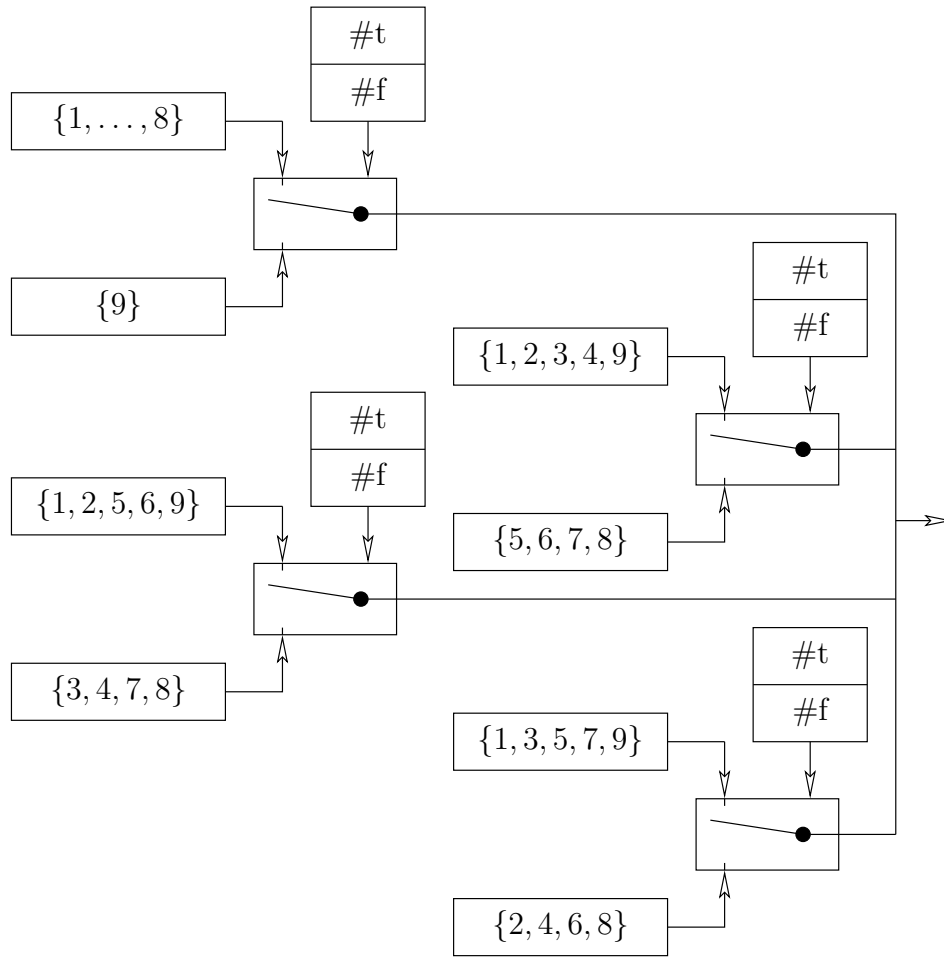 #t
#f
{1, . . . , 8}
{9}
#t
#f
{1, 2, 3, 4, 9}
{5, 6, 7, 8}
#t
#f
{1, 2, 5, 6, 9}
{3, 4, 7, 8}
#t
#f
{1, 3, 5, 7, 9}
{2, 4, 6, 8}